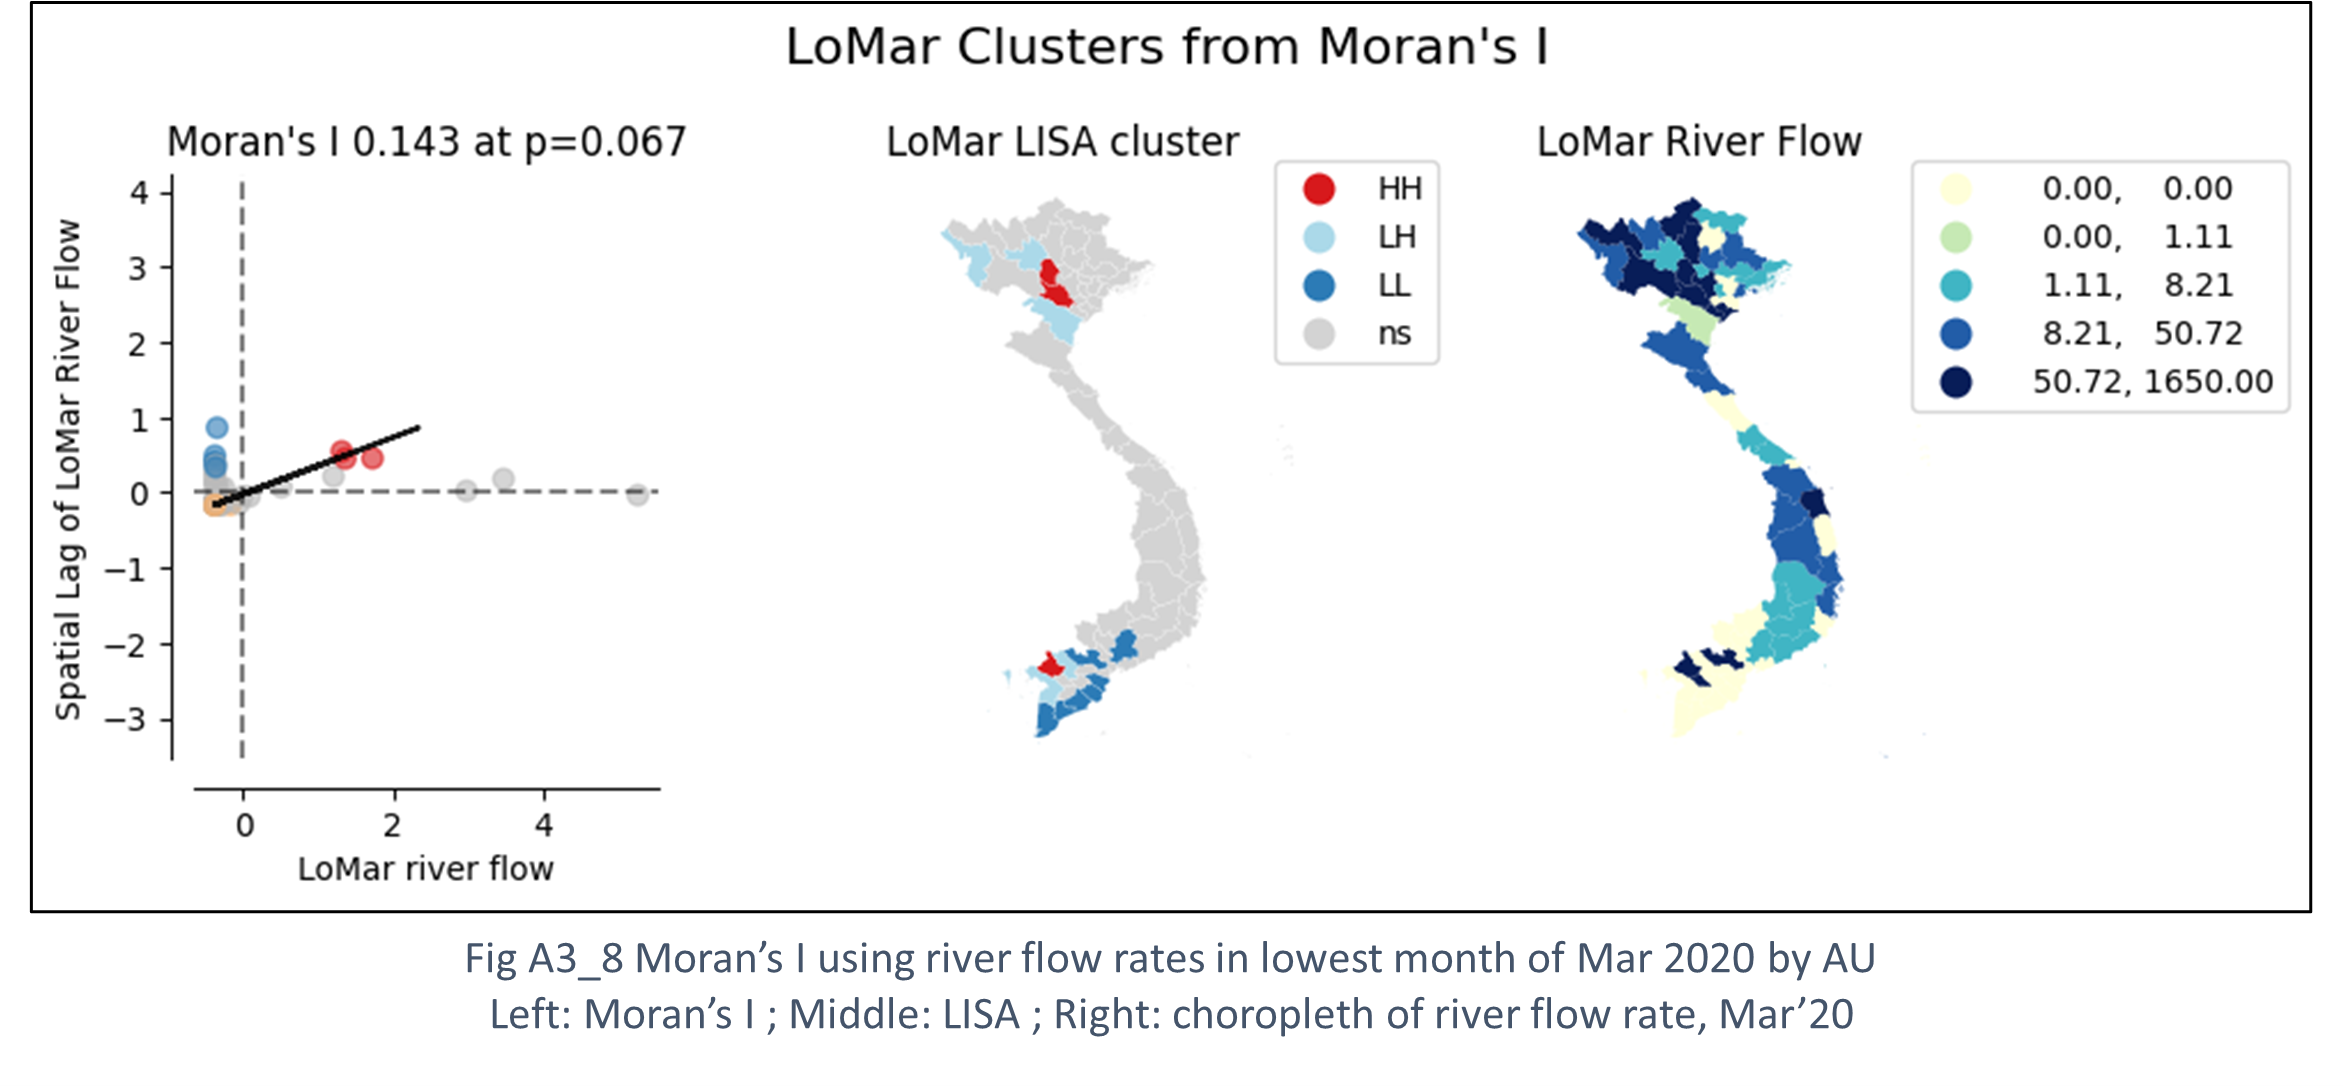 LoMar Clusters from Moran's I
Moran's I 0.143 at p=0.067
Spatial Lag of LoMar River Flow
4
3
2
1
0
−1
−2
−3
0 2 4
LoMar river flow
LoMar LISA cluster
HH
LH
LL
ns
LoMar River Flow
0.00, 0.00
0.00, 1.11
1.11, 8.21
8.21, 50.72
50.72, 1650.00
Fig A3_8 Moran’s I using river flow rates in lowest month of Mar 2020 by AU
Left: Moran’s I ; Middle: LISA ; Right: choropleth of river flow rate, Mar’20